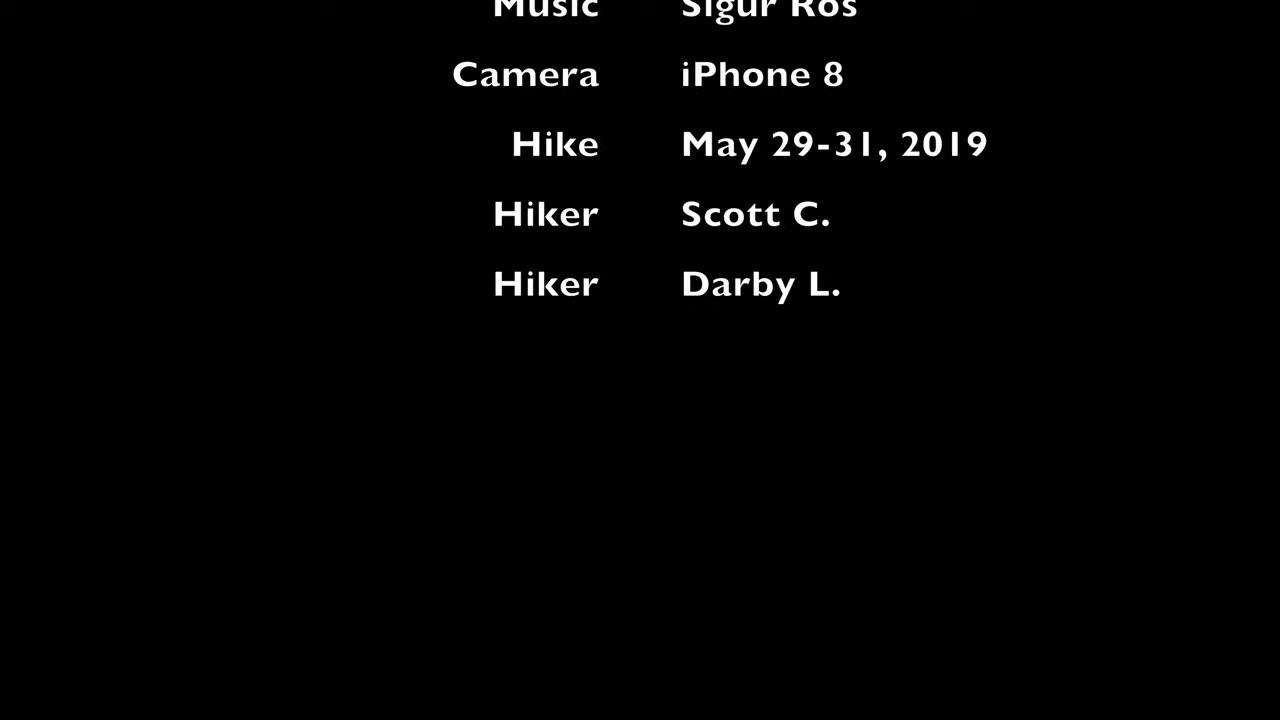 Music Sigur Ros
Camera iPhone 8
Hike May 29-31, 2019
Hiker Scott C.
Hiker Darby L.